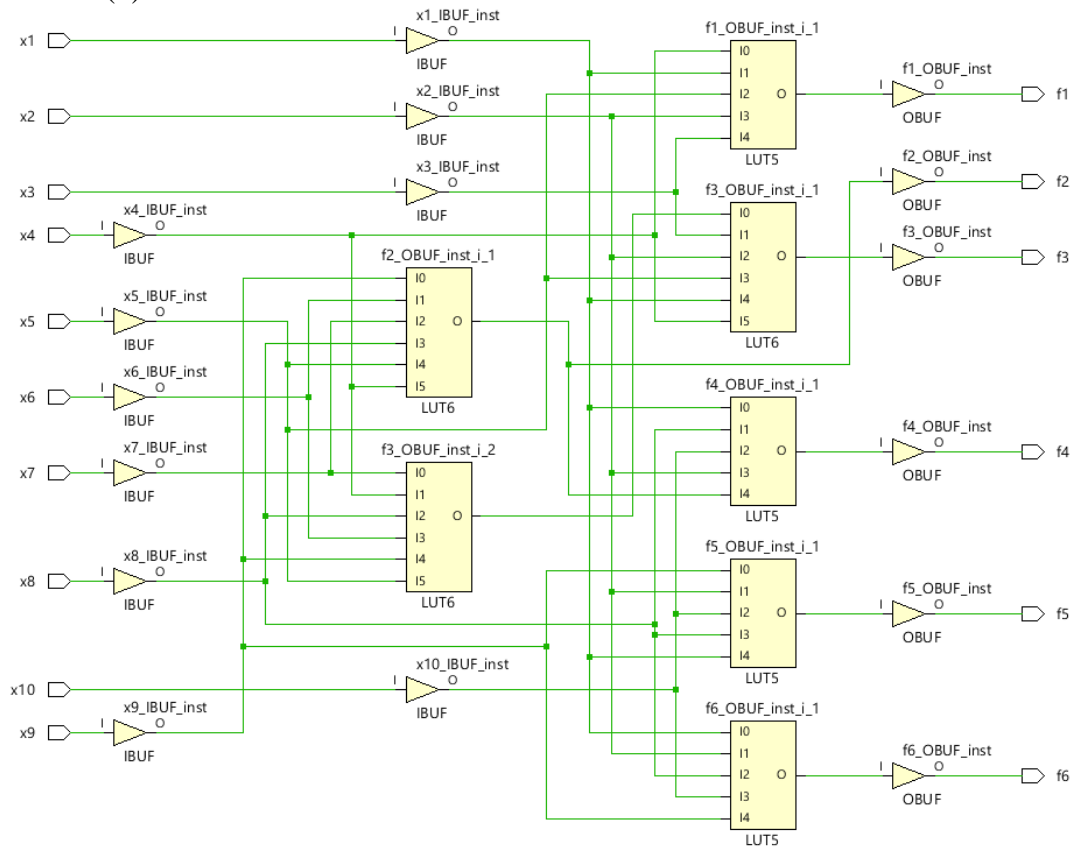 x1
I
x1_IBUF_inst
O
IBUF
x2
I
x2_IBUF_inst
O
IBUF
x3
I
x3_IBUF_inst
O
IBUF
x4
I
x4_IBUF_inst
O
IBUF
x5
I
x5_IBUF_inst
O
IBUF
x6
I
x6_IBUF_inst
O
IBUF
x7
I
x7_IBUF_inst
O
IBUF
x8
I
x8_IBUF_inst
O
IBUF
x10
I
x10_IBUF_inst
O
IBUF
x9
I
x9_IBUF_inst
O
IBUF
f2_OBUF_inst_i_1
I0
I1
I2
I3
I4
I5
O
LUT6
f3_OBUF_inst_i_2
I0
I1
I2
I3
I4
I5
O
LUT6
f1_OBUF_inst_i_1
I0
I1
I2
I3
I4
O
LUT5
f3_OBUF_inst_i_1
I0
I1
I2
I3
I4
I5
O
LUT6
f4_OBUF_inst_i_1
I0
I1
I2
I3
I4
O
LUT5
f5_OBUF_inst_i_1
I0
I1
I2
I3
I4
O
LUT5
f6_OBUF_inst_i_1
I0
I1
I2
I3
I4
O
LUT5
f1_OBUF_inst
I
O
OBUF
f1
f2_OBUF_inst
I
O
OBUF
f2
f3_OBUF_inst
I
O
OBUF
f3
f4_OBUF_inst
I
O
OBUF
f4
f5_OBUF_inst
I
O
OBUF
f5
f6_OBUF_inst
I
O
OBUF
f6